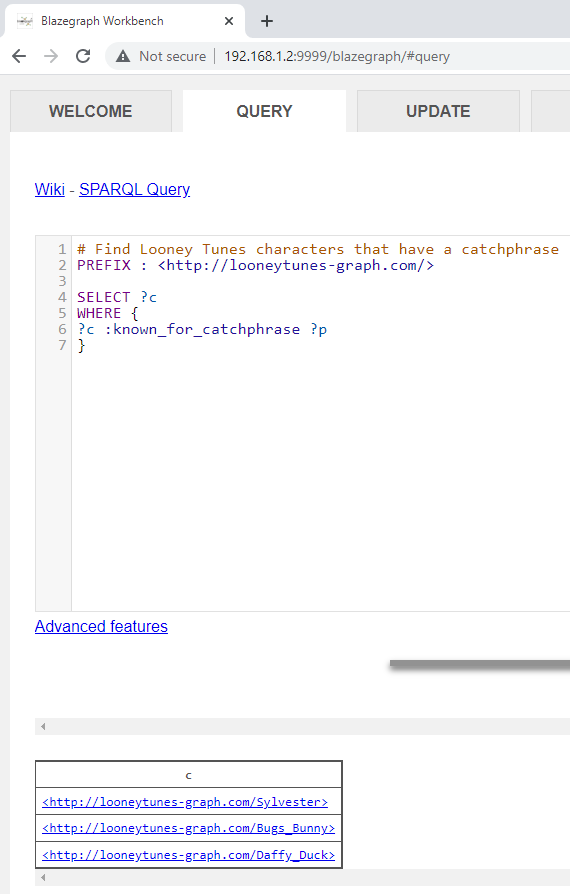 Blazegraph Workbench
Not secure
192.168.1.2:9999/blazegraph/#query
WELCOME
QUERY
UPDATE
Wiki - SPARQL Query
1 # Find Looney Tunes characters that have a catchphrase
2 PREFIX : <http://looneytunes-graph.com/>
3
4 SELECT ?c
5 WHERE {
6 ?c :known_for_catchphrase ?p
7 }
Advanced features
c
<http://looneytunes-graph.com/Sylvester>
<http://looneytunes-graph.com/Bugs_Bunny>
<http://looneytunes-graph.com/Daffy_Duck>